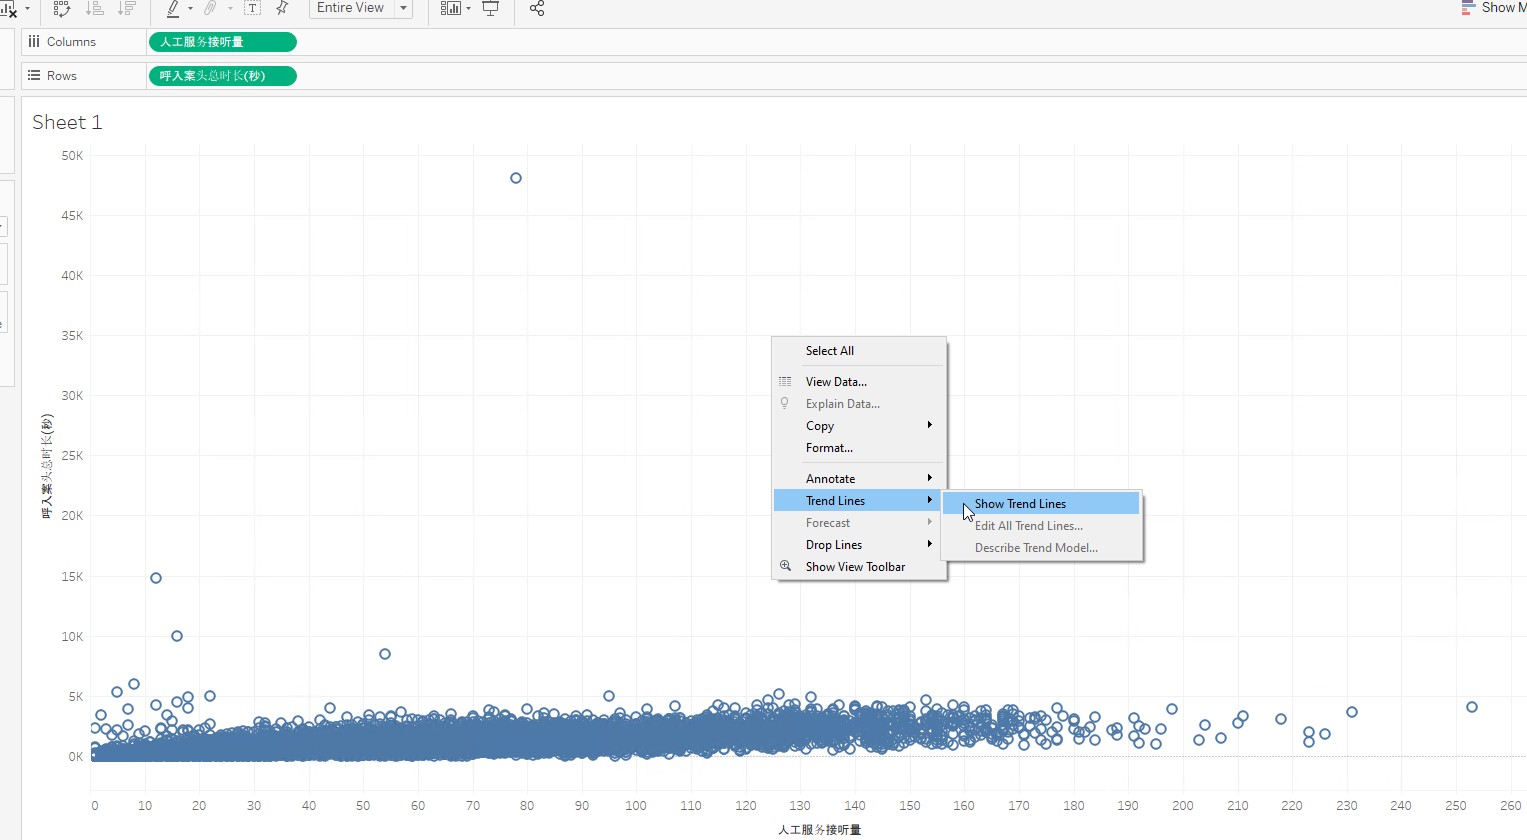 Entire View
Show M
Columns
人工服务接听量
Rows
呼入案头总时长(秒)
Sheet 1
50K
45K
40K
35K
30K
25K
20K
15K
10K
5K
0K
呼入案头总时长(秒)
Select All
View Data...
Explain Data...
Copy
Format...
Annotate
Trend Lines
Forecast
Drop Lines
Show View Toolbar
Show Trend Lines
Edit All Trend Lines...
Describe Trend Model...
0 10 20 30 40 50 60 70 80 90 100 110 120 130 140 150 160 170 180 190 200 210 220 230 240 250 260
人工服务接听量